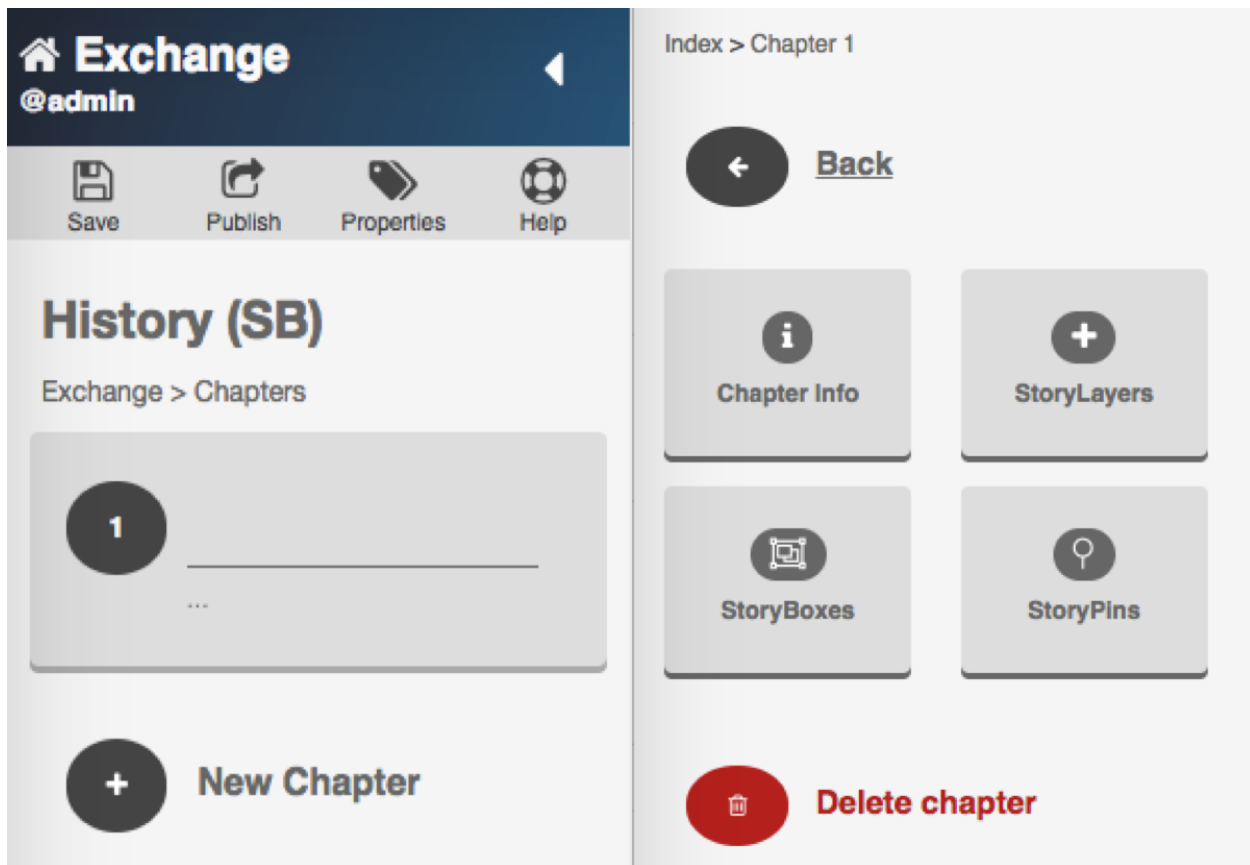 Exchange
@admin
Save Publish Properties Help
History (SB)
Exchange > Chapters
1
...
New Chapter
Index > Chapter 1
Back
Chapter Info StoryLayers
StoryBoxes StoryPins
Delete chapter